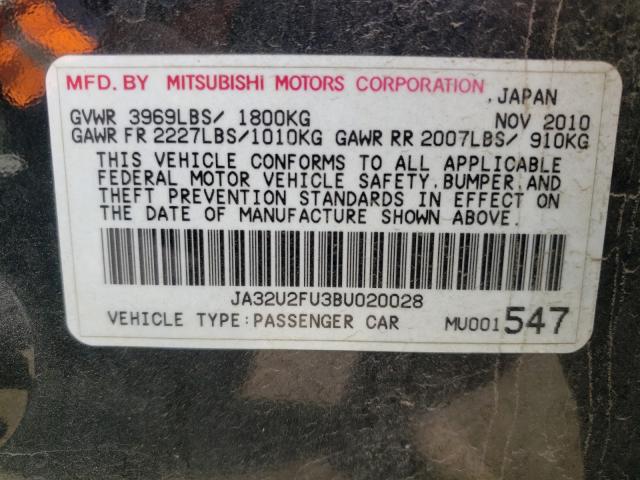 MFD. BY MITSUBISHI MOTORS CORPORATION
, JAPAN
GVWR 3969LBS/ 1800KG NOV 2010
GAWR FR 2227LBS/1010KG GAWR RR 2007LBS/ 910KG
THIS VEHICLE CONFORMS TO ALL APPLICABLE
FEDERAL MOTOR VEHICLE SAFETY, BUMPER, AND
THEFT PREVENTION STANDARDS IN EFFECT ON
THE DATE OF MANUFACTURE SHOWN ABOVE.
JA32U2FU3BU020028
VEHICLE TYPE:PASSENGER CAR MU001547